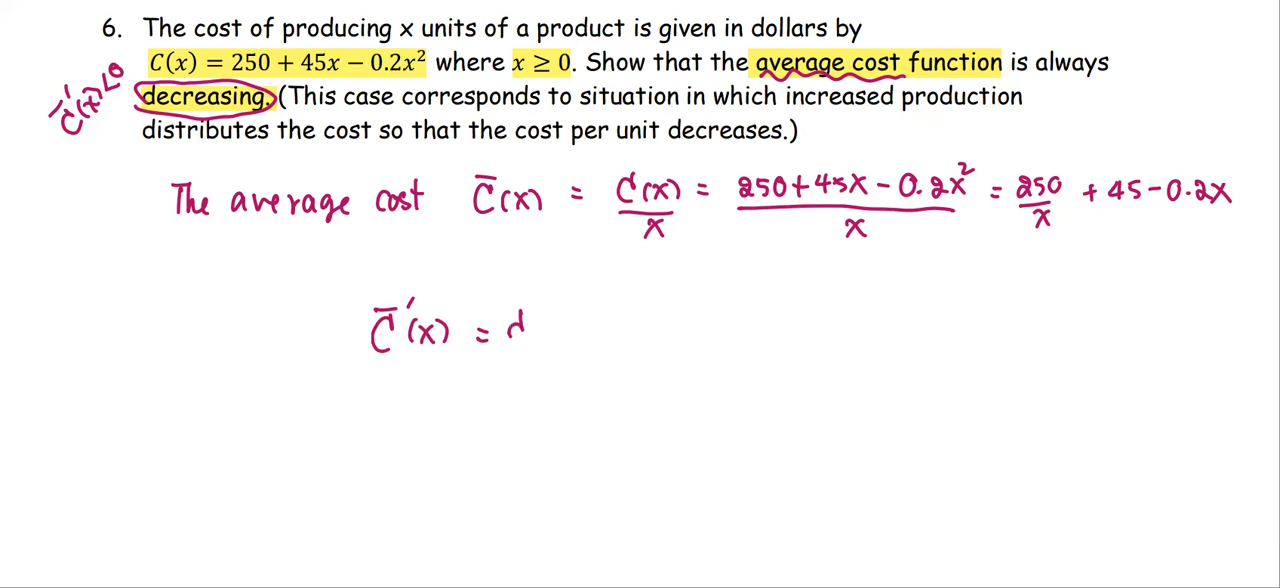 6. The cost of producing x units of a product is given in dollars by
C(x) = 250 + 45x − 0.2x² where x ≥ 0. Show that the average cost function is always
C̄'(x) < 0
decreasing. (This case corresponds to situation in which increased production
distributes the cost so that the cost per unit decreases.)
The average cost C̄(x) = C(x)/x = (250+45x−0.2x²)/x = 250/x + 45−0.2x
C̄'(x) = d